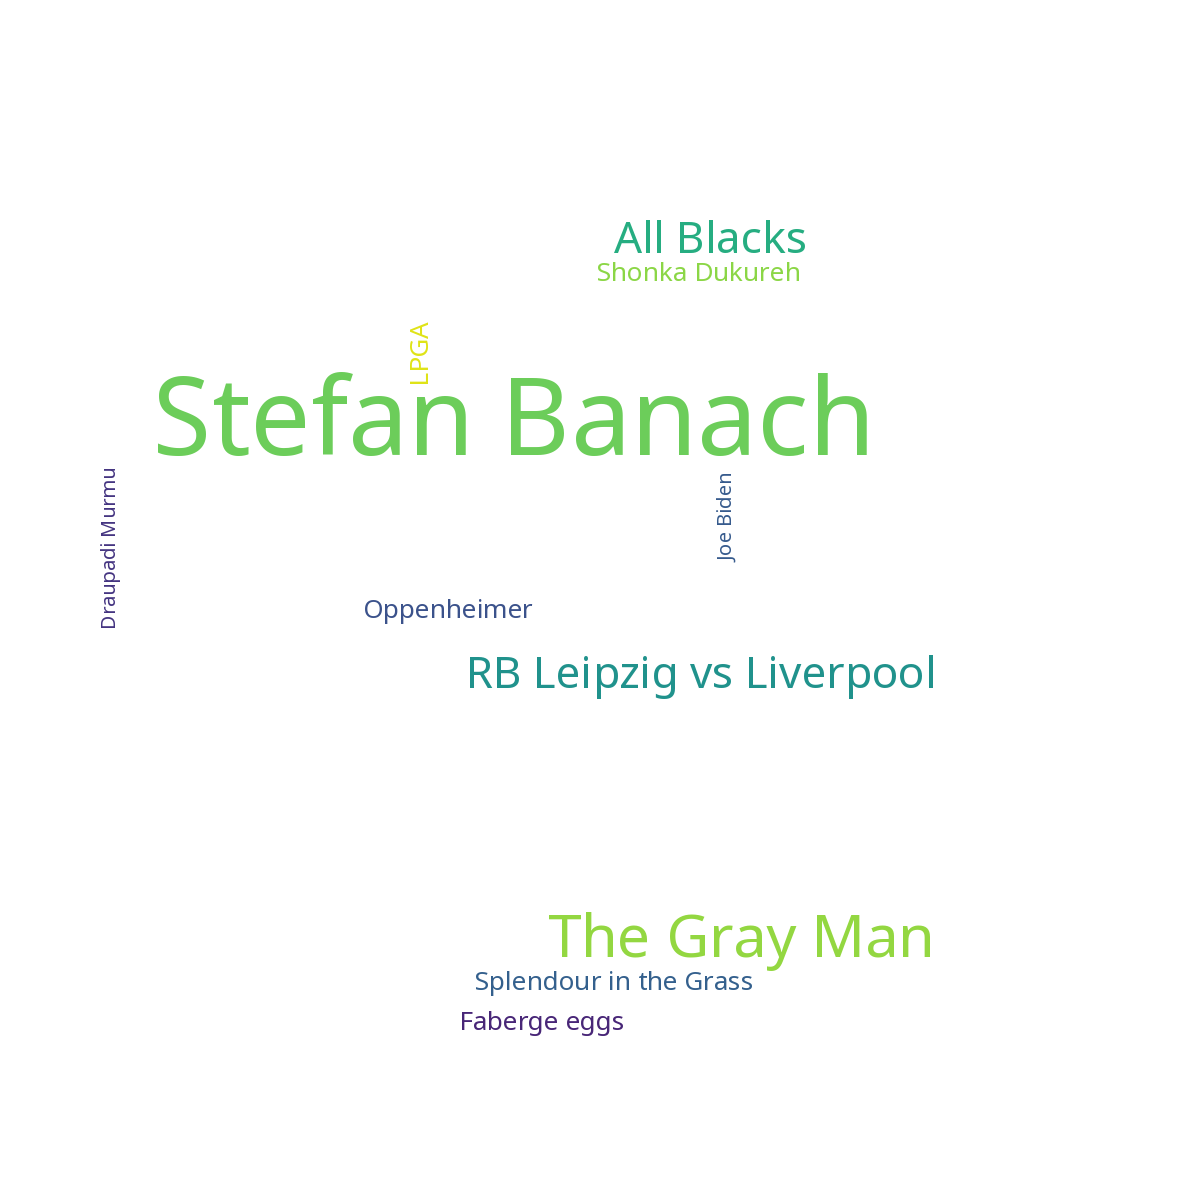 All Blacks
Shonka Dukureh
LPGA
Stefan Banach
Draupadi Murmu
Joe Biden
Oppenheimer
RB Leipzig vs Liverpool
The Gray Man
Splendour in the Grass
Faberge eggs